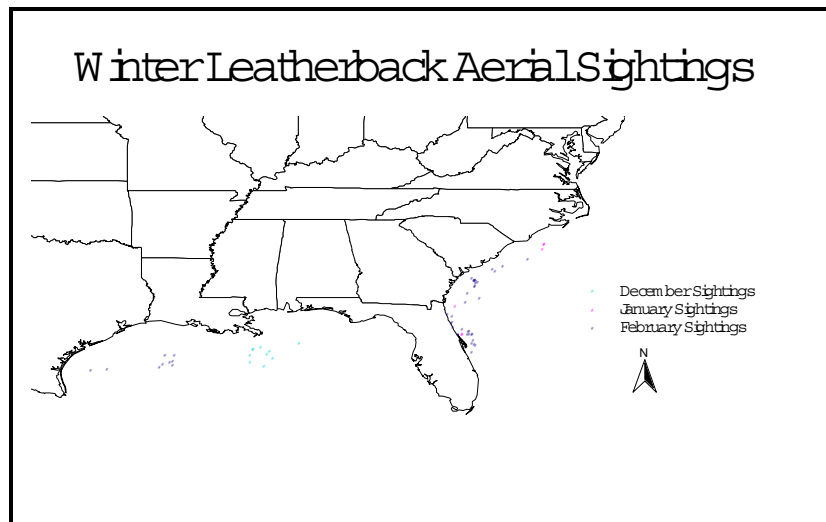 Winter Leatherback Aerial Sightings
December Sightings
January Sightings
February Sightings
N